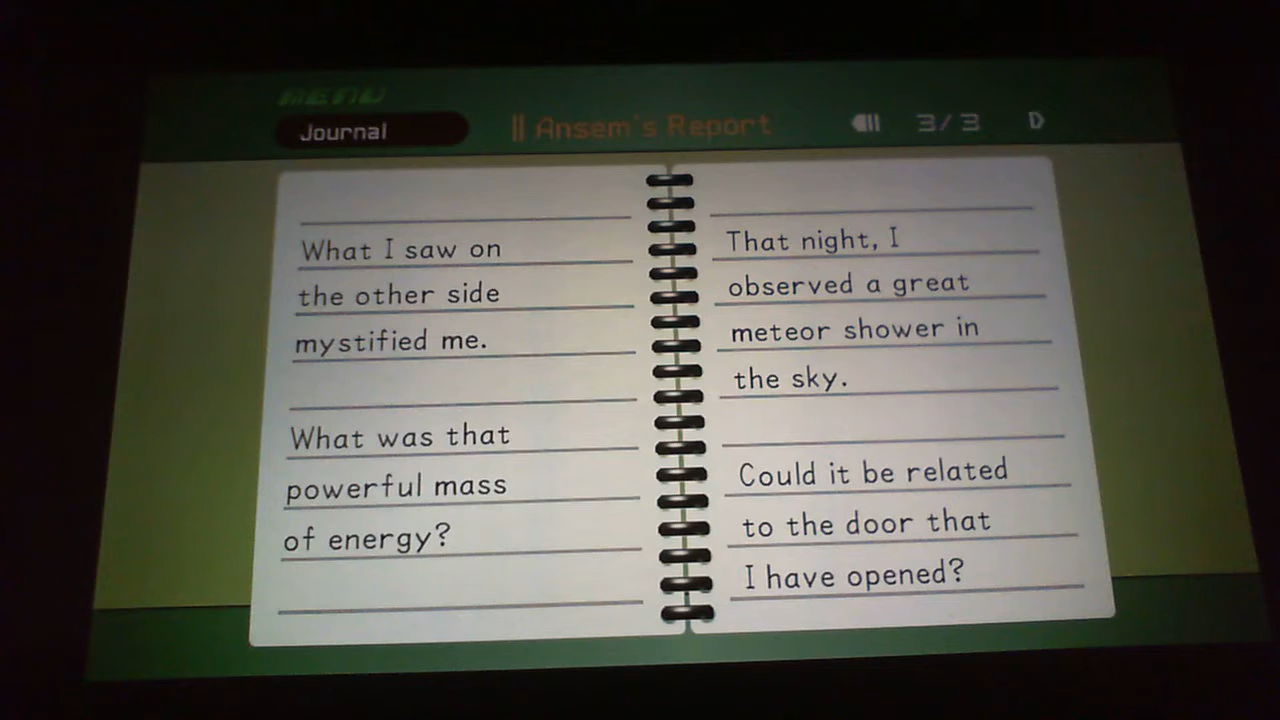 MENU
Journal
Ansem's Report
3/3
What I saw on
the other side
mystified me.
What was that
powerful mass
of energy?
That night, I
observed a great
meteor shower in
the sky.
Could it be related
to the door that
I have opened?